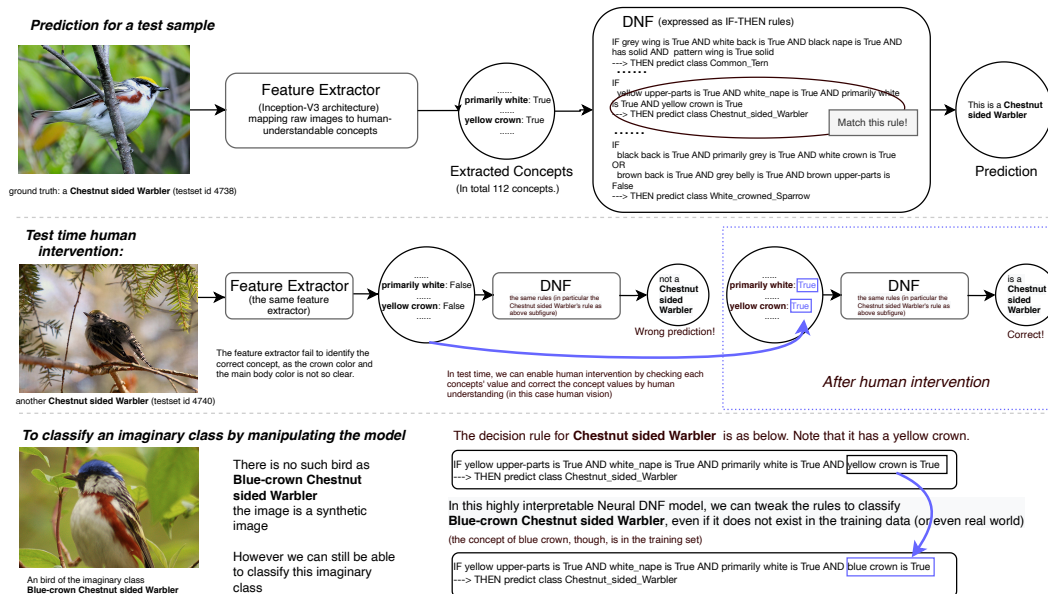 Prediction for a test sample
ground truth: a Chestnut sided Warbler (testset id 4738)
Feature Extractor
(Inception-V3 architecture)
mapping raw images to human-
understandable concepts
......
primarily white: True
yellow crown: True
......
Extracted Concepts
(In total 112 concepts.)
DNF (expressed as IF-THEN rules)
IF grey wing is True AND white back is True AND black nape is True AND
has solid AND pattern wing is True solid
---> THEN predict class Common_Tern
......
IF
yellow upper-parts is True AND white_nape is True AND primarily white
is True AND yellow crown is True
---> THEN predict class Chestnut_sided_Warbler
Match this rule!
......
IF
black back is True AND primarily grey is True AND white crown is True
OR
brown back is True AND grey belly is True AND brown upper-parts is
False
---> THEN predict class White_crowned_Sparrow
This is a Chestnut
sided Warbler
Prediction
Test time human
intervention:
another Chestnut sided Warbler (testset id 4740)
Feature Extractor
(the same feature
extractor)
The feature extractor fail to identify the
correct concept, as the crown color and
the main body color is not so clear.
......
primarily white: False
yellow crown: False
......
DNF
the same rules (in particular the
Chestnut sided Warbler's rule as
above subfigure)
not a
Chestnut
sided
Warbler
Wrong prediction!
In test time, we can enable human intervention by checking each
concepts' value and correct the concept values by human
understanding (in this case human vision)
......
primarily white: True
yellow crown: True
......
DNF
the same rules (in particular the
Chestnut sided Warbler's rule as
above subfigure)
is a
Chestnut
sided
Warbler
Correct!
After human intervention
To classify an imaginary class by manipulating the model
An bird of the imaginary class
Blue-crown Chestnut sided Warbler
There is no such bird as
Blue-crown Chestnut
sided Warbler
the image is a synthetic
image
However we can still be able
to classify this imaginary
class
The decision rule for Chestnut sided Warbler is as below. Note that it has a yellow crown.
IF yellow upper-parts is True AND white_nape is True AND primarily white is True AND yellow crown is True
---> THEN predict class Chestnut_sided_Warbler
In this highly interpretable Neural DNF model, we can tweak the rules to classify
Blue-crown Chestnut sided Warbler, even if it does not exist in the training data (or even real world)
(the concept of blue crown, though, is in the training set)
IF yellow upper-parts is True AND white_nape is True AND primarily white is True AND blue crown is True
---> THEN predict class Chestnut_sided_Warbler